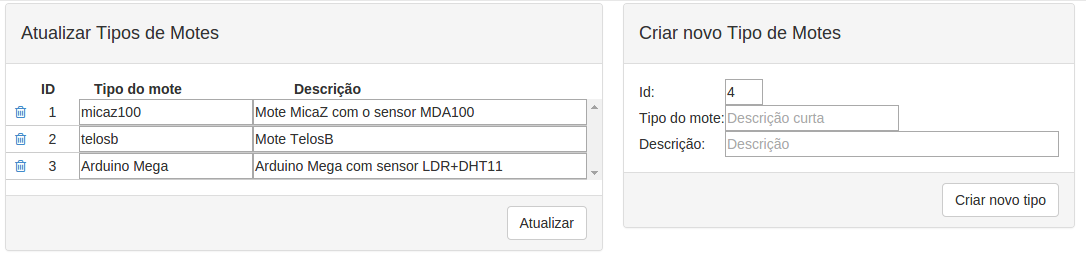 Atualizar Tipos de Motes
ID Tipo do mote Descrição
1 micaz100 Mote MicaZ com o sensor MDA100
2 telosb Mote TelosB
3 Arduino Mega Arduino Mega com sensor LDR+DHT11
Atualizar
Criar novo Tipo de Motes
Id: 4
Tipo do mote: Descrição curta
Descrição: Descrição
Criar novo tipo